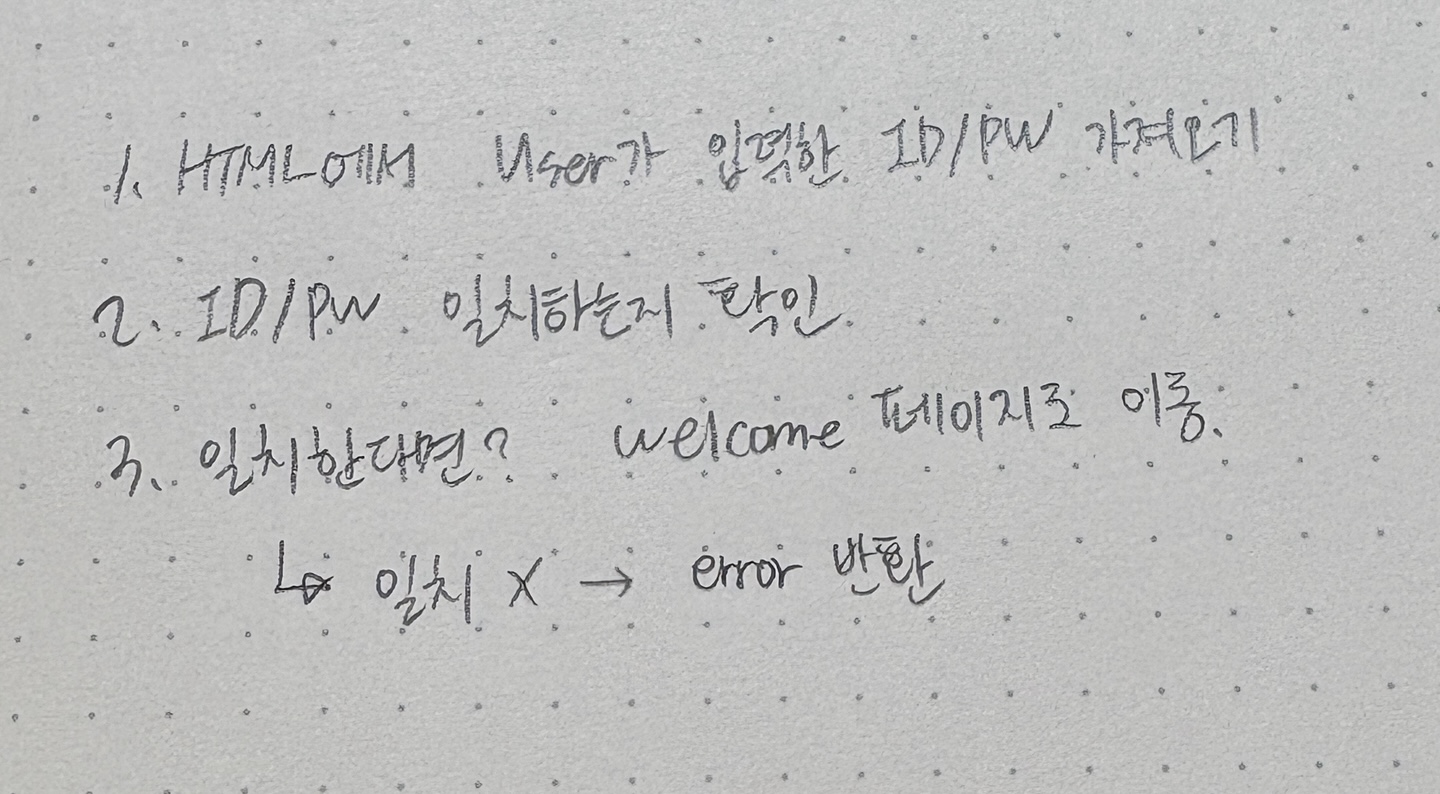 1. HTML에서 User가 입력한 ID/PW 가져오기
2. ID/PW 일치하는지 확인
3. 일치한다면? welcome 페이지로 이동.
↳ 일치 X → error 반환